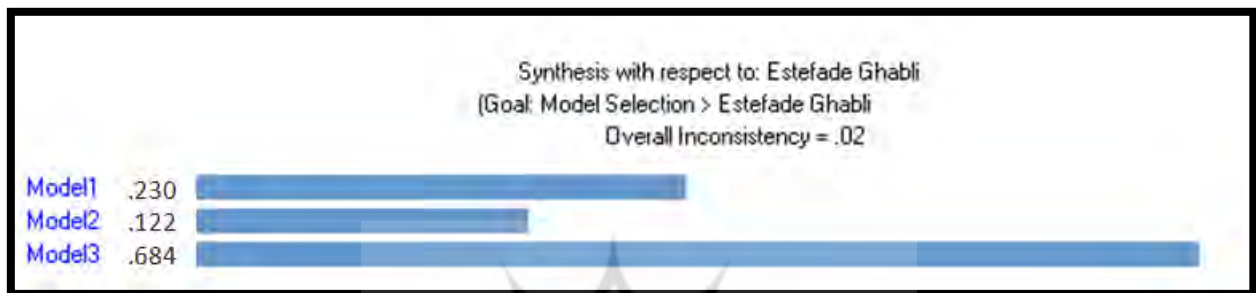 Synthesis with respect to: Estefade Ghabli
(Goal: Model Selection > Estefade Ghabli
Overall Inconsistency = .02
Model1 .230
Model2 .122
Model3 .684